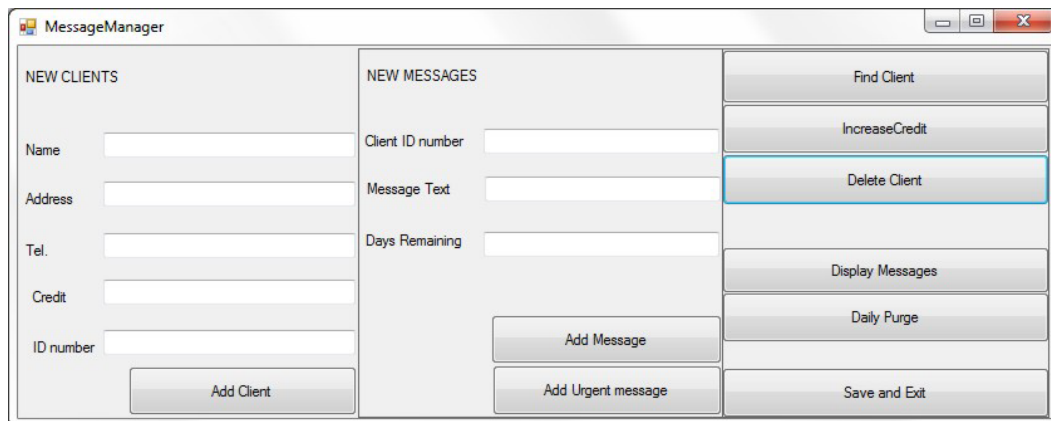 MessageManager
NEW CLIENTS
Name
Address
Tel.
Credit
ID number
Add Client
NEW MESSAGES
Client ID number
Message Text
Days Remaining
Add Message
Add Urgent message
Find Client
IncreaseCredit
Delete Client
Display Messages
Daily Purge
Save and Exit